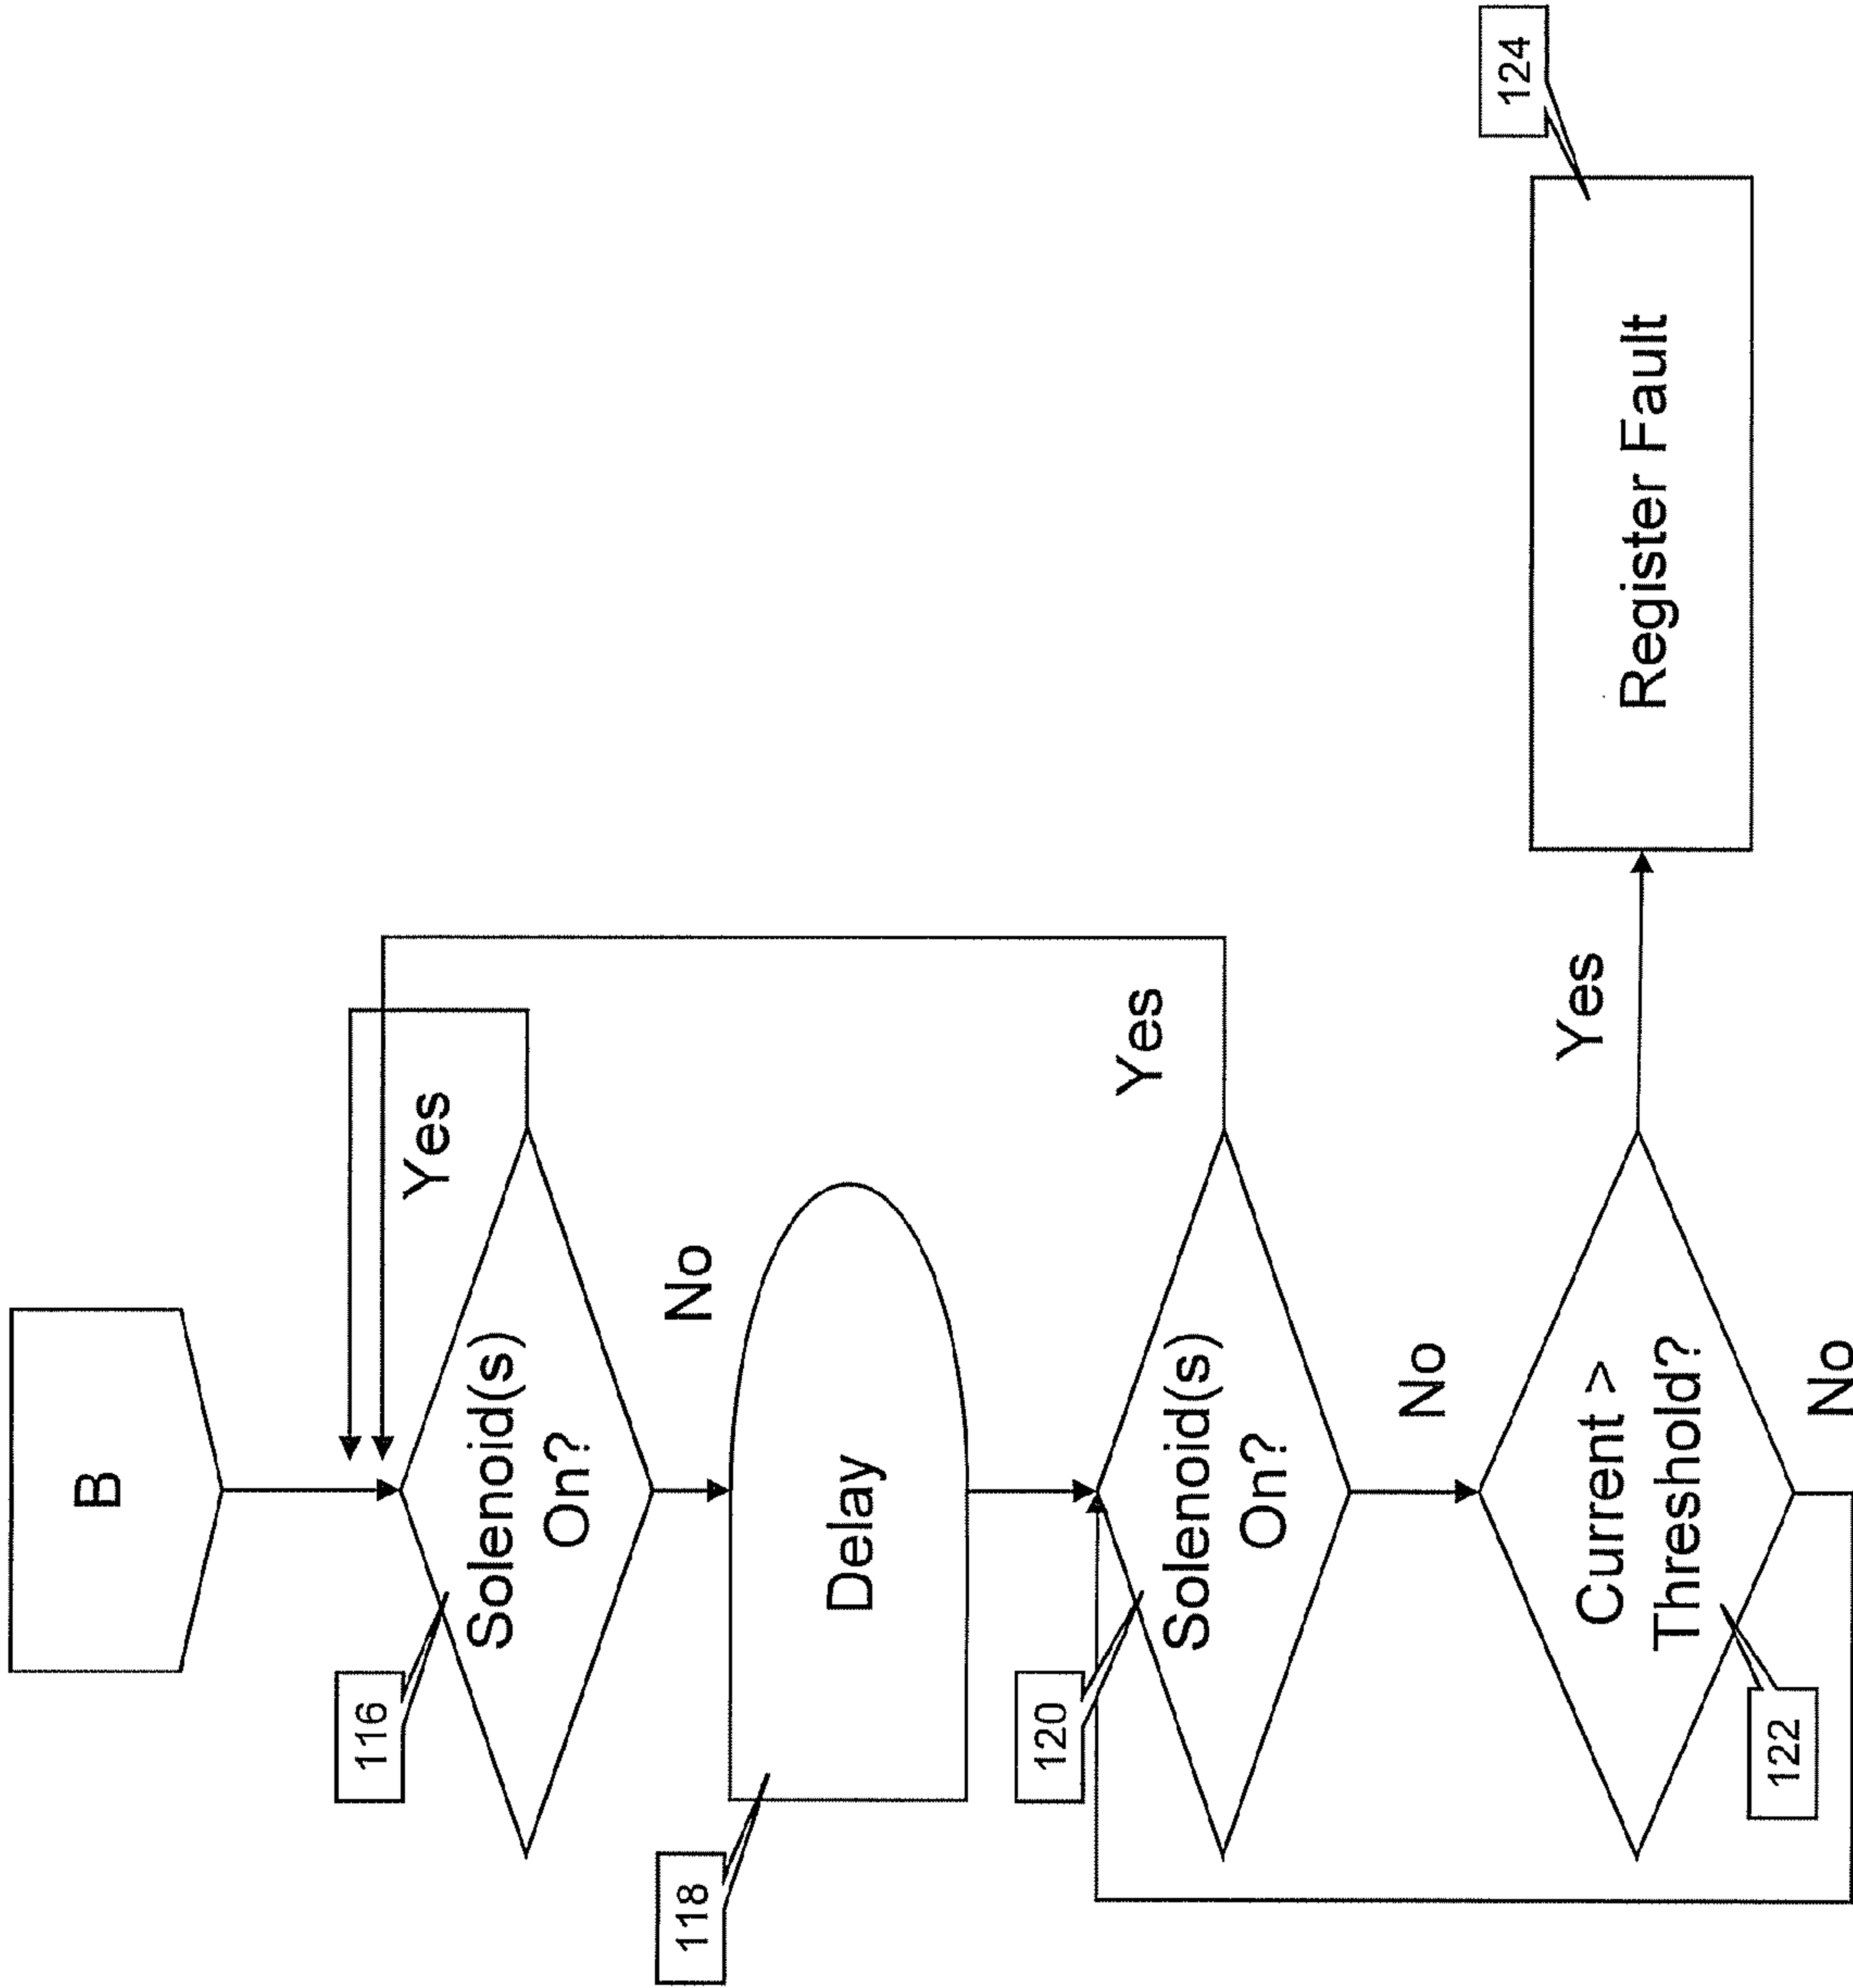 B
116
Solenoid(s)
On?
Yes
No
118
Delay
120
Solenoid(s)
On?
Yes
No
122
Current >
Threshold?
Yes
No
124
Register Fault